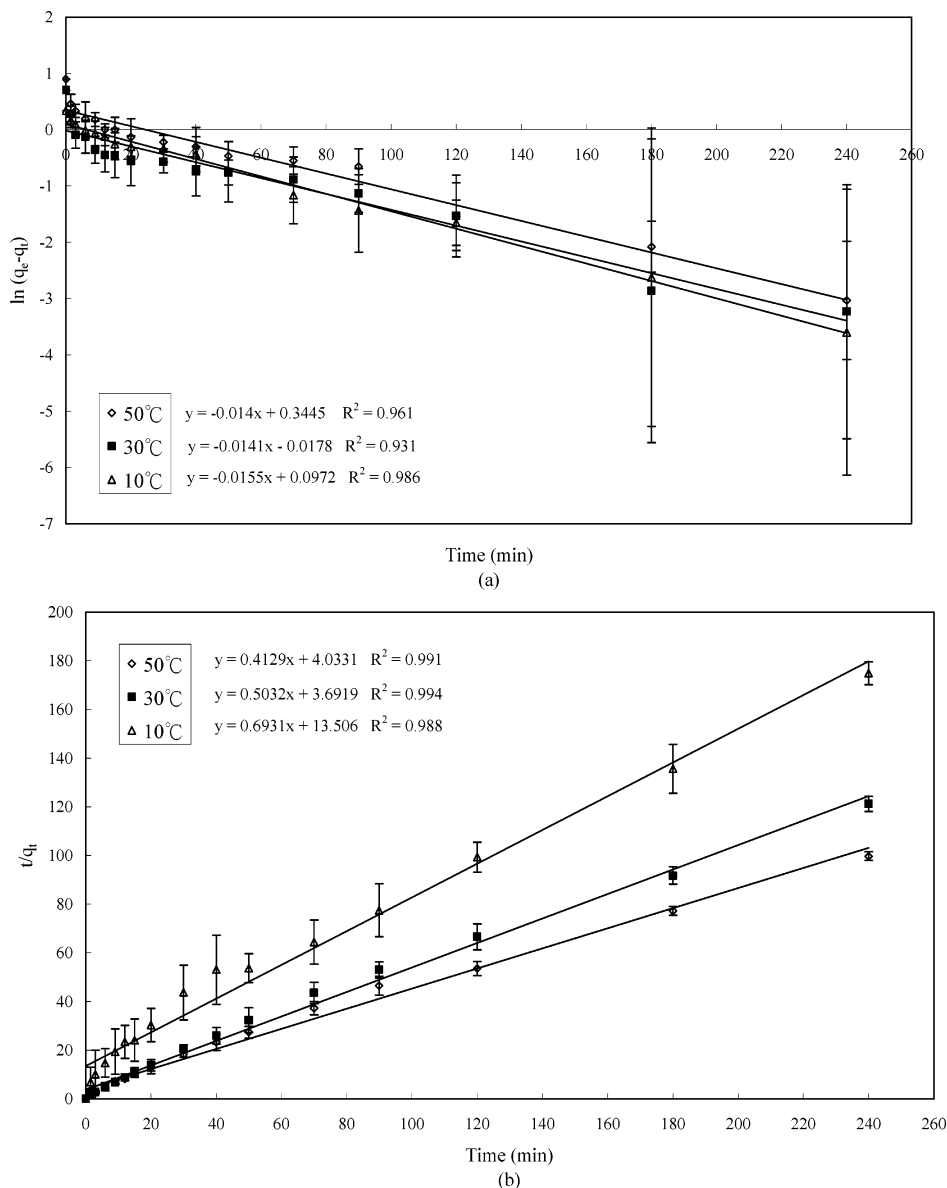 2
1
0
0 20 40 60 80 100 120 140 160 180 200 220 240 260
-1
-2
-3
-4
-5
-6
-7
ln (qₑ-qₜ)
50℃ y = -0.014x + 0.3445 R² = 0.961
30℃ y = -0.0141x - 0.0178 R² = 0.931
10℃ y = -0.0155x + 0.0972 R² = 0.986
Time (min)
(a)
200
180
160
140
120
100
80
60
40
20
0
t/qₜ
50℃ y = 0.4129x + 4.0331 R² = 0.991
30℃ y = 0.5032x + 3.6919 R² = 0.994
10℃ y = 0.6931x + 13.506 R² = 0.988
0 20 40 60 80 100 120 140 160 180 200 220 240 260
Time (min)
(b)